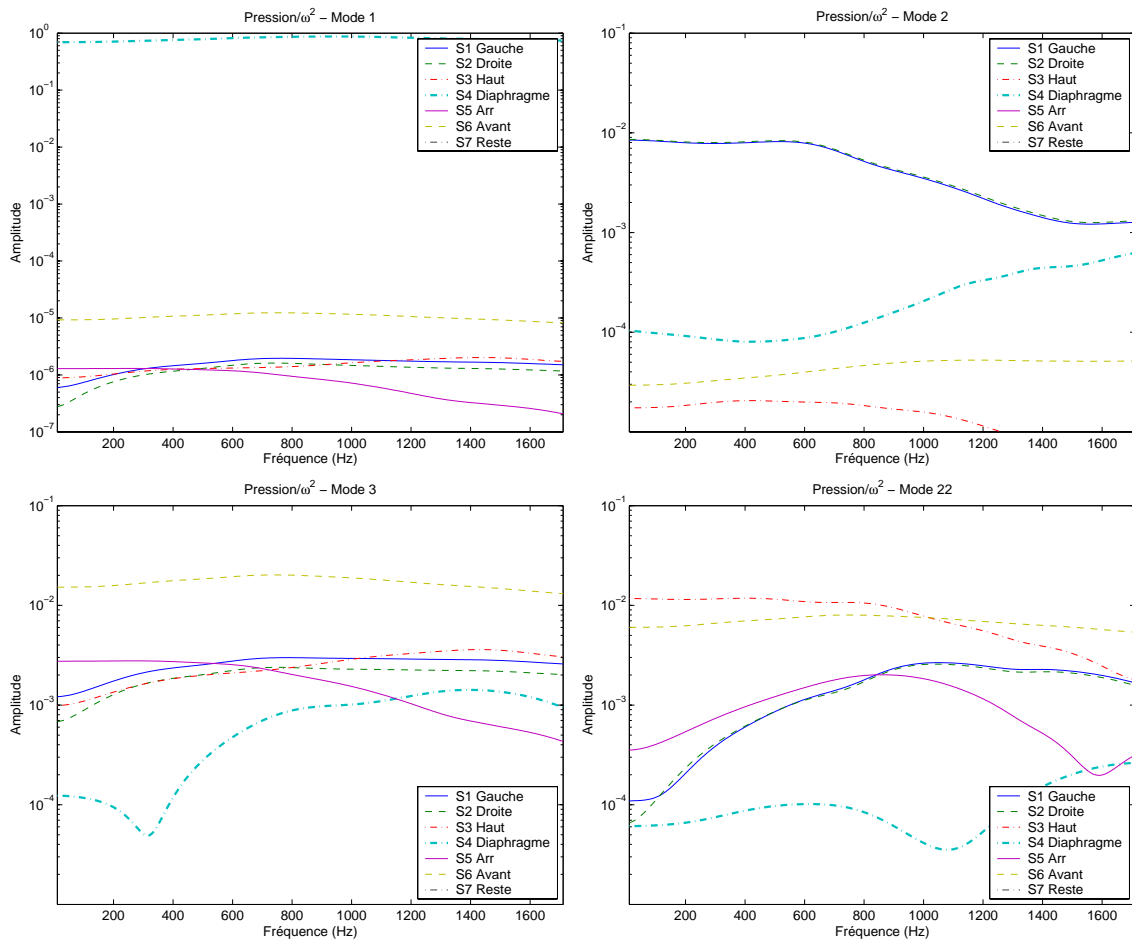 Pression/ω² − Mode 1
10⁰
10⁻¹
10⁻²
10⁻³
10⁻⁴
10⁻⁵
10⁻⁶
10⁻⁷
Amplitude
200 400 600 800 1000 1200 1400 1600
Fréquence (Hz)
S1 Gauche
S2 Droite
S3 Haut
S4 Diaphragme
S5 Arr
S6 Avant
S7 Reste
Pression/ω² − Mode 2
10⁻¹
10⁻²
10⁻³
10⁻⁴
Amplitude
200 400 600 800 1000 1200 1400 1600
Fréquence (Hz)
S1 Gauche
S2 Droite
S3 Haut
S4 Diaphragme
S5 Arr
S6 Avant
S7 Reste
Pression/ω² − Mode 3
10⁻¹
10⁻²
10⁻³
10⁻⁴
Amplitude
200 400 600 800 1000 1200 1400 1600
Fréquence (Hz)
S1 Gauche
S2 Droite
S3 Haut
S4 Diaphragme
S5 Arr
S6 Avant
S7 Reste
Pression/ω² − Mode 22
10⁻¹
10⁻²
10⁻³
10⁻⁴
Amplitude
200 400 600 800 1000 1200 1400 1600
Fréquence (Hz)
S1 Gauche
S2 Droite
S3 Haut
S4 Diaphragme
S5 Arr
S6 Avant
S7 Reste